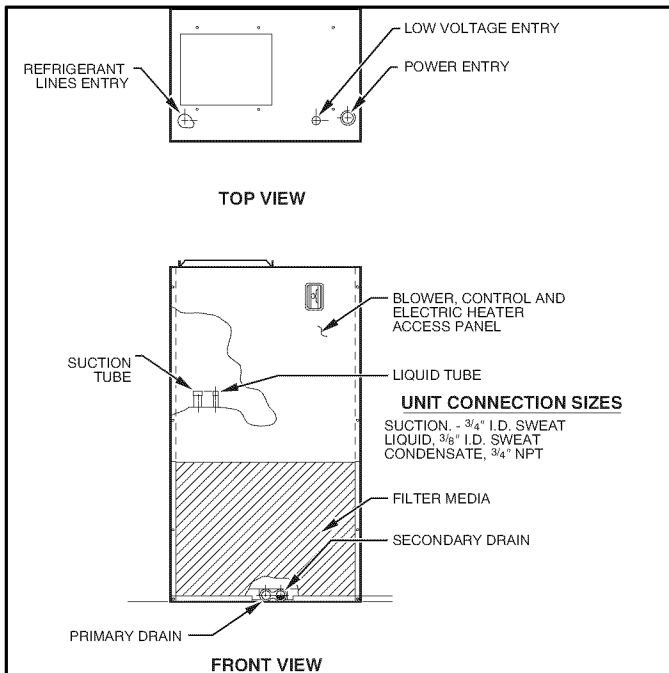 LOW VOLTAGE ENTRY
REFRIGERANT
LINES ENTRY
POWER ENTRY
TOP VIEW
BLOWER, CONTROL AND
ELECTRIC HEATER
ACCESS PANEL
SUCTION
TUBE
LIQUID TUBE
UNIT CONNECTION SIZES
SUCTION. - 3/4" I.D. SWEAT
LIQUID, 3/8" I.D. SWEAT
CONDENSATE, 3/4" NPT
FILTER MEDIA
SECONDARY DRAIN
PRIMARY DRAIN
FRONT VIEW